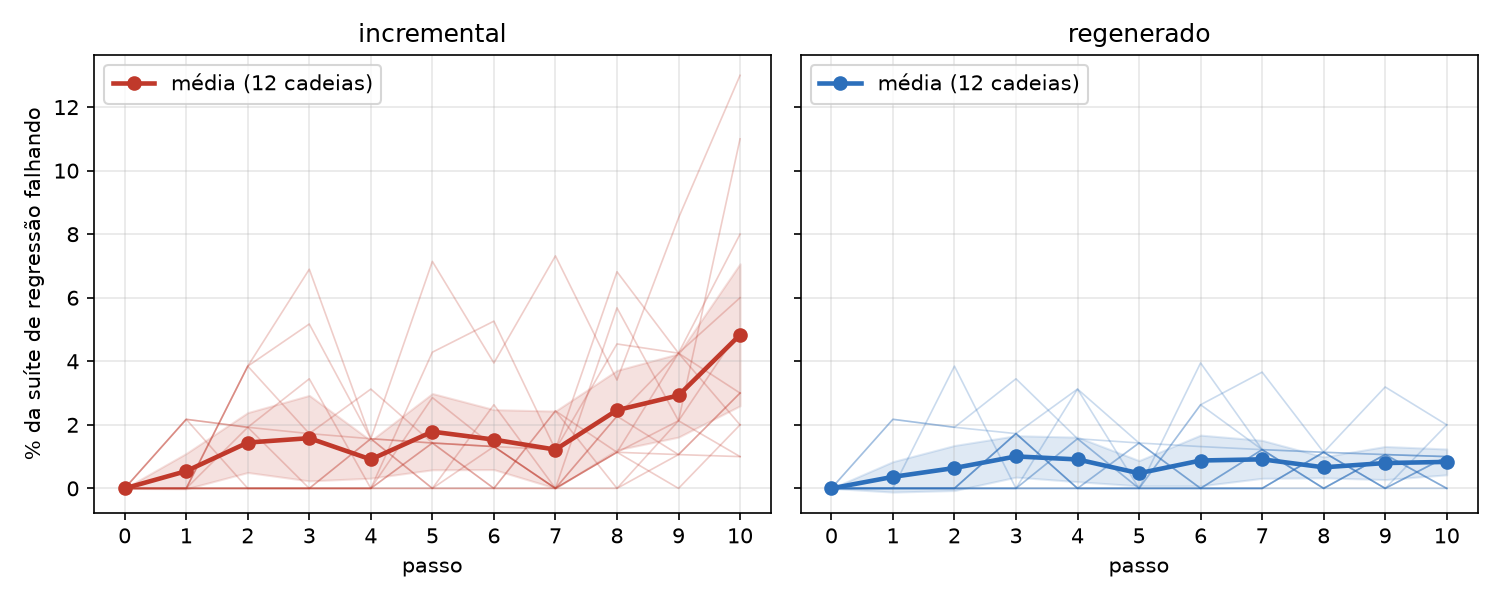 incremental
média (12 cadeias)
% da suíte de regressão falhando
12
10
8
6
4
2
0
0 1 2 3 4 5 6 7 8 9 10
passo
regenerado
média (12 cadeias)
0 1 2 3 4 5 6 7 8 9 10
passo